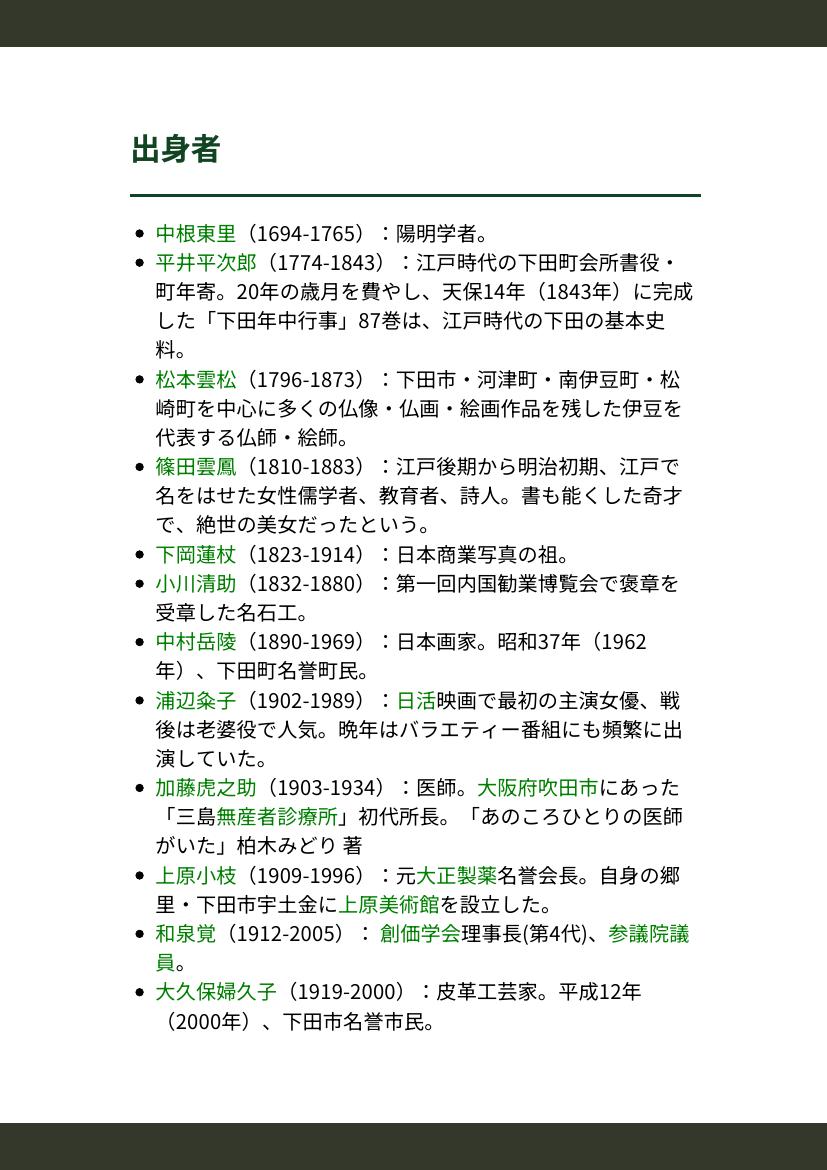 出身者
中根東里（1694-1765）：陽明学者。
平井平次郎（1774-1843）：江戸時代の下田町会所書役・
町年寄。20年の歳月を費やし、天保14年（1843年）に完成
した「下田年中行事」87巻は、江戸時代の下田の基本史
料。
松本雲松（1796-1873）：下田市・河津町・南伊豆町・松
崎町を中心に多くの仏像・仏画・絵画作品を残した伊豆を
代表する仏師・絵師。
篠田雲鳳（1810-1883）：江戸後期から明治初期、江戸で
名をはせた女性儒学者、教育者、詩人。書も能くした奇才
で、絶世の美女だったという。
下岡蓮杖（1823-1914）：日本商業写真の祖。
小川清助（1832-1880）：第一回内国勧業博覧会で褒章を
受章した名石工。
中村岳陵（1890-1969）：日本画家。昭和37年（1962
年）、下田町名誉町民。
浦辺粂子（1902-1989）：日活映画で最初の主演女優、戦
後は老婆役で人気。晩年はバラエティー番組にも頻繁に出
演していた。
加藤虎之助（1903-1934）：医師。大阪府吹田市にあった
「三島無産者診療所」初代所長。「あのころひとりの医師
がいた」柏木みどり 著
上原小枝（1909-1996）：元大正製薬名誉会長。自身の郷
里・下田市宇土金に上原美術館を設立した。
和泉覚（1912-2005）： 創価学会理事長(第4代)、参議院議
員。
大久保婦久子（1919-2000）：皮革工芸家。平成12年
（2000年）、下田市名誉市民。